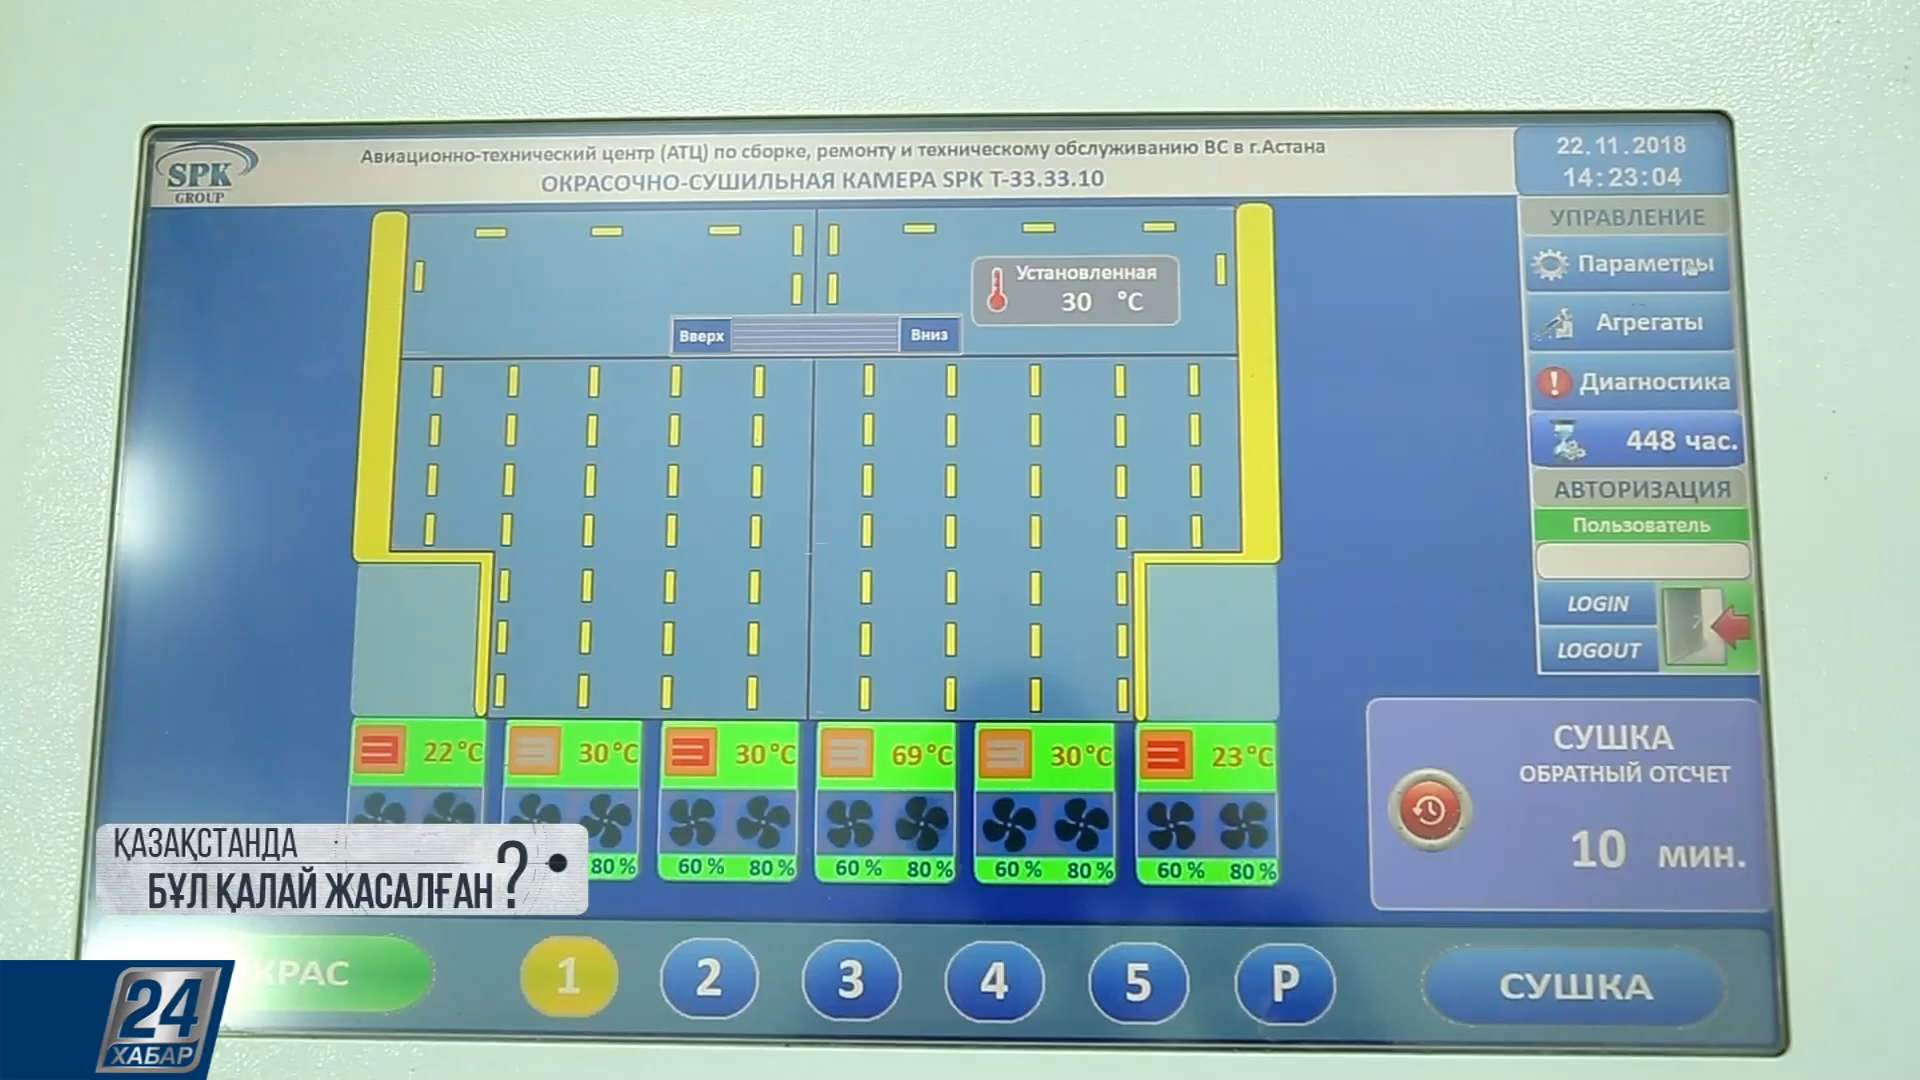 SPK
GROUP
Авиационно-технический центр (АТЦ) по сборке, ремонту и техническому обслуживанию ВС в г.Астана
ОКРАСОЧНО-СУШИЛЬНАЯ КАМЕРА SPK Т-33.33.10
22.11.2018
14:23:04
УПРАВЛЕНИЕ
Параметры
Агрегаты
Диагностика
448 час.
АВТОРИЗАЦИЯ
Пользователь
LOGIN
LOGOUT
Установленная
30 °C
Вверх
Вниз
22°C
30°C
30°C
69°C
30°C
23°C
80%
60% 80%
60% 80%
60% 80%
60% 80%
СУШКА
ОБРАТНЫЙ ОТСЧЕТ
10 мин.
ҚАЗАҚСТАНДА
БҰЛ ҚАЛАЙ ЖАСАЛҒАН?
КРАС
1
2
3
4
5
P
СУШКА
24
ХАБАР